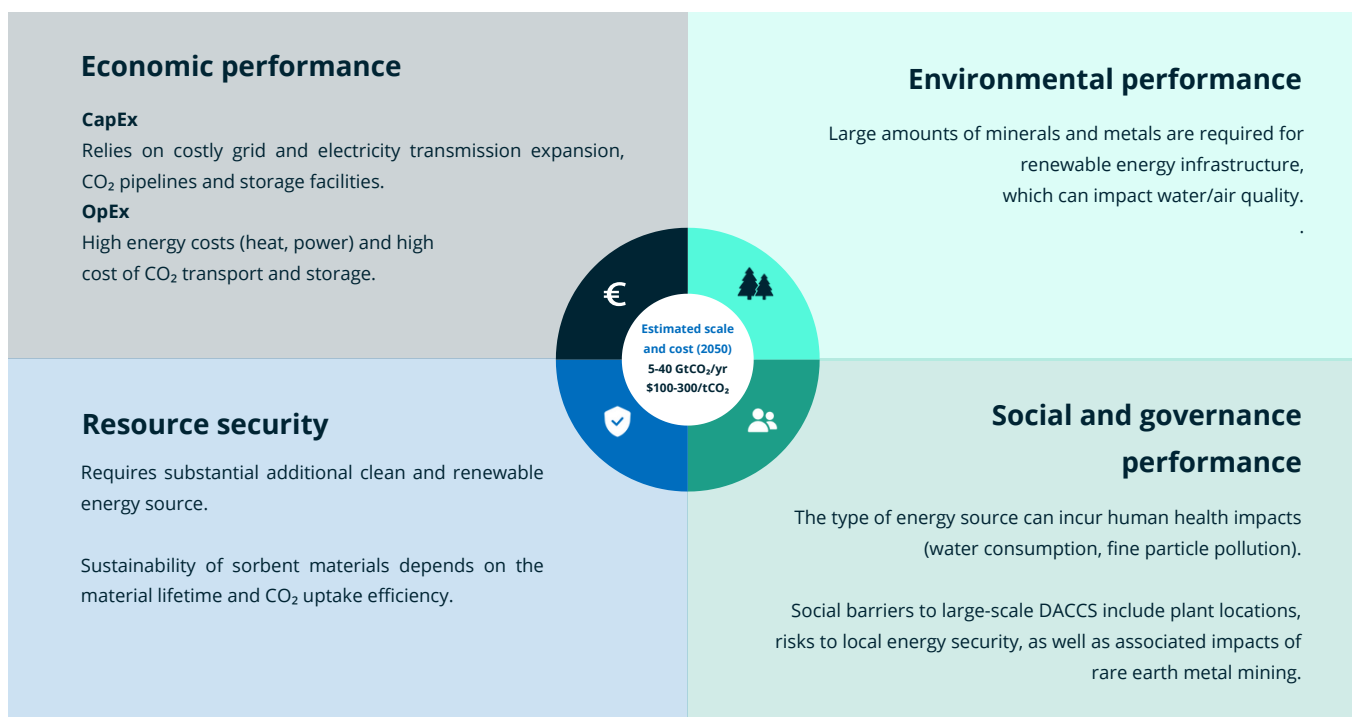 Economic performance
CapEx
Relies on costly grid and electricity transmission expansion,
CO₂ pipelines and storage facilities.
OpEx
High energy costs (heat, power) and high
cost of CO₂ transport and storage.
Environmental performance
Large amounts of minerals and metals are required for
renewable energy infrastructure,
which can impact water/air quality.
.
€
Estimated scale
and cost (2050)
5-40 GtCO₂/yr
$100-300/tCO₂
Resource security
Requires substantial additional clean and renewable
energy source.
Sustainability of sorbent materials depends on the
material lifetime and CO₂ uptake efficiency.
Social and governance
performance
The type of energy source can incur human health impacts
(water consumption, fine particle pollution).
Social barriers to large-scale DACCS include plant locations,
risks to local energy security, as well as associated impacts of
rare earth metal mining.